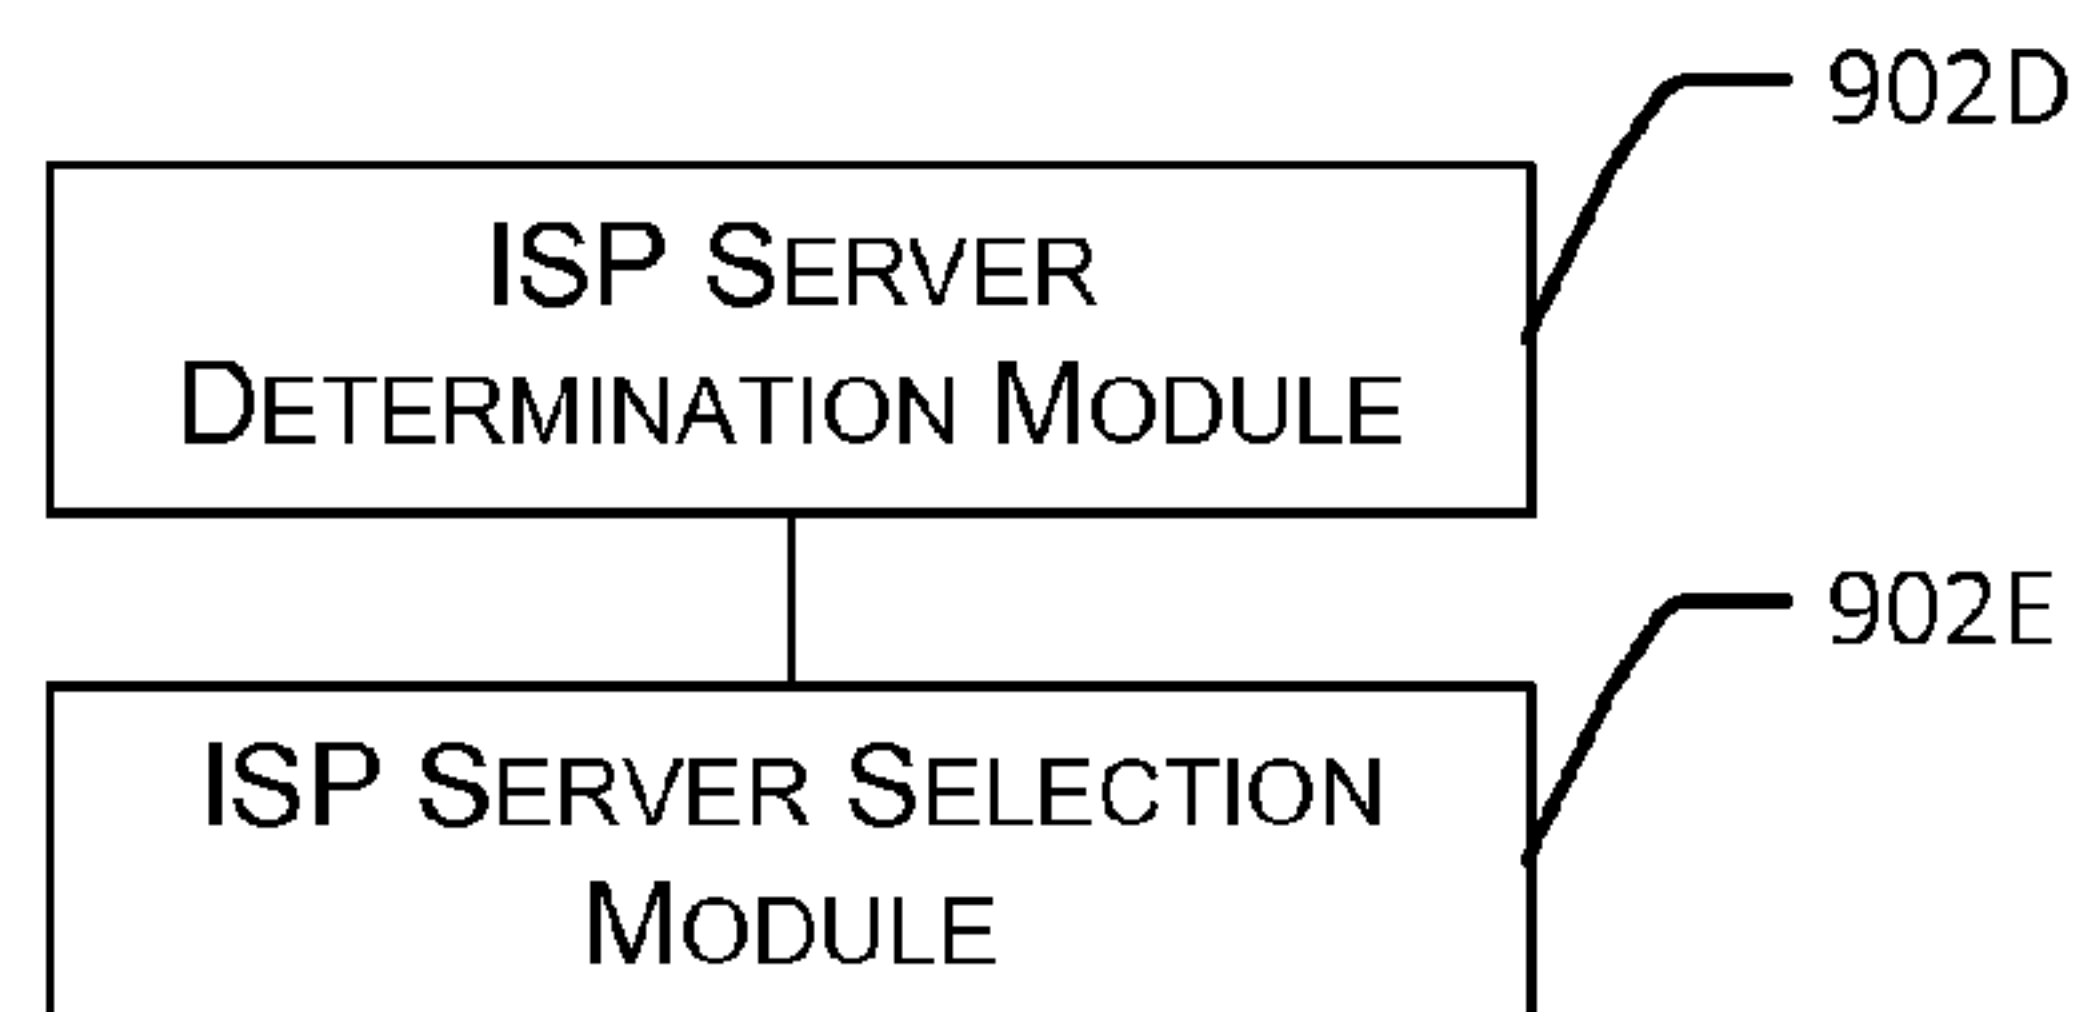 902D
ISP SERVER
DETERMINATION MODULE
902E
ISP SERVER SELECTION
MODULE